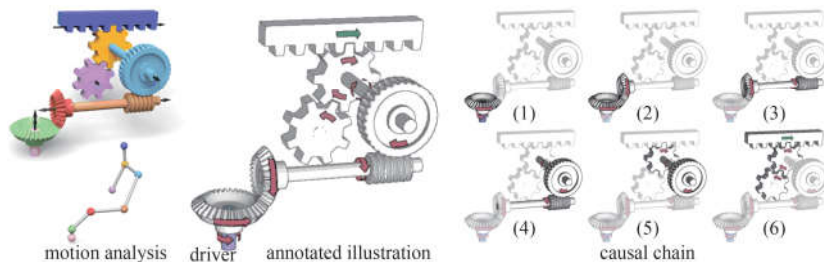 (1) (2) (3)
(4) (5) (6)
motion analysis driver annotated illustration causal chain